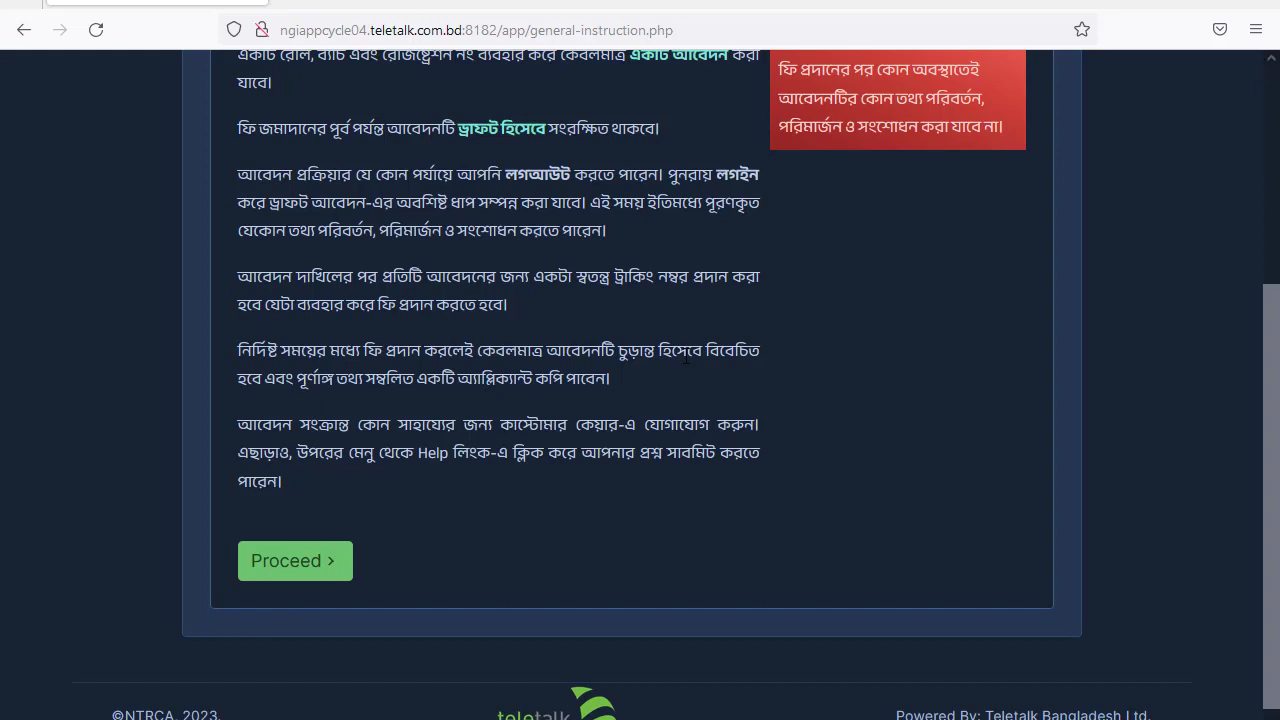 ngiappcycle04.teletalk.com.bd:8182/app/general-instruction.php
একটি রোল, ব্যাচ এবং রেজিষ্ট্রেশন নং ব্যবহার করে কেবলমাত্র একটি আবেদন করা
যাবে।
ফি জমাদানের পূর্ব পর্যন্ত আবেদনটি ড্রাফট হিসেবে সংরক্ষিত থাকবে।
আবেদন প্রক্রিয়ার যে কোন পর্যায়ে আপনি লগআউট করতে পারেন। পুনরায় লগইন
করে ড্রাফট আবেদন-এর অবশিষ্ট ধাপ সম্পন্ন করা যাবে। এই সময় ইতিমধ্যে পূরণকৃত
যেকোন তথ্য পরিবর্তন, পরিমার্জন ও সংশোধন করতে পারেন।
আবেদন দাখিলের পর প্রতিটি আবেদনের জন্য একটা স্বতন্ত্র ট্রাকিং নম্বর প্রদান করা
হবে যেটা ব্যবহার করে ফি প্রদান করতে হবে।
নির্দিষ্ট সময়ের মধ্যে ফি প্রদান করলেই কেবলমাত্র আবেদনটি চুড়ান্ত হিসেবে বিবেচিত
হবে এবং পূর্ণাঙ্গ তথ্য সম্বলিত একটি অ্যাপ্লিক্যান্ট কপি পাবেন।
আবেদন সংক্রান্ত কোন সাহায্যের জন্য কাস্টোমার কেয়ার-এ যোগাযোগ করুন।
এছাড়াও, উপরের মেনু থেকে Help লিংক-এ ক্লিক করে আপনার প্রশ্ন সাবমিট করতে
পারেন।
Proceed >
ফি প্রদানের পর কোন অবস্থাতেই
আবেদনটির কোন তথ্য পরিবর্তন,
পরিমার্জন ও সংশোধন করা যাবে না।
©NTRCA, 2023.
teletalk
Powered By: Teletalk Bangladesh Ltd.